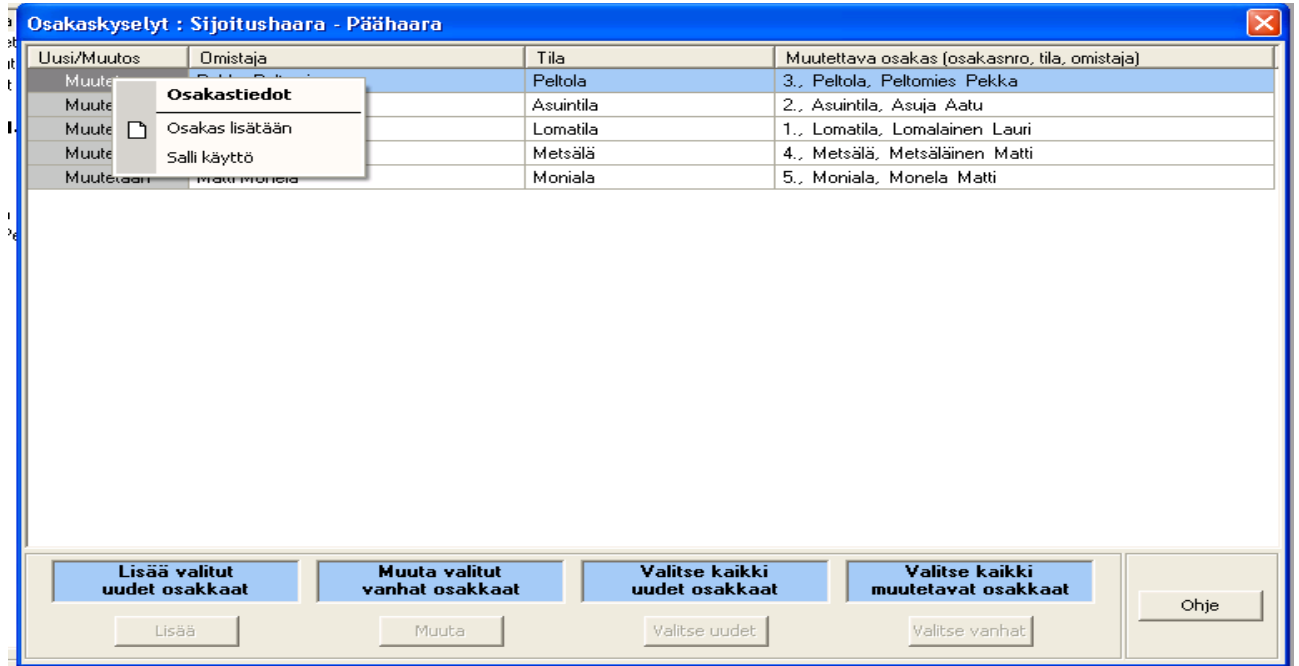 Osakaskyselyt : Sijoitushaara - Päähaara
Uusi/Muutos Omistaja Tila Muutettava osakas (osakasnro, tila, omistaja)
Peltola 3., Peltola, Peltomies Pekka
Osakastiedot
Asuintila 2., Asuintila, Asuja Aatu
Osakas lisätään
Lomatila 1., Lomatila, Lomalainen Lauri
Salli käyttö
Metsälä 4., Metsälä, Metsäläinen Matti
Muutetaan Matti Monela Moniala 5., Moniala, Monela Matti
Lisää valitut Muuta valitut Valitse kaikki Valitse kaikki
uudet osakkaat vanhat osakkaat uudet osakkaat muutetavat osakkaat
Ohje
Lisää Muuta Valitse uudet Valitse vanhat